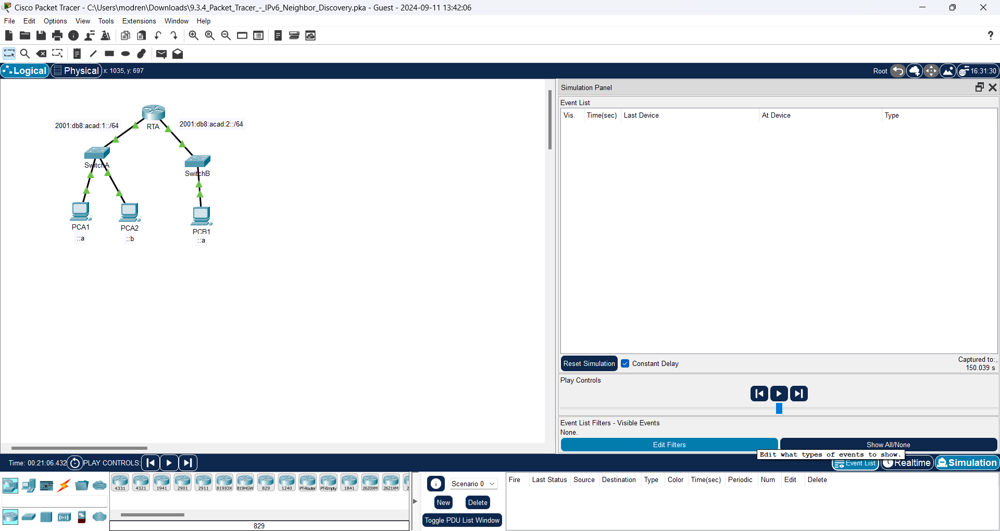 Cisco Packet Tracer - C:\Users\modren\Downloads\9.3.4_Packet_Tracer_-_IPv6_Neighbor_Discovery.pka - Guest - 2024-09-11 13:42:06
File Edit Options View Tools Extensions Window Help
?
Logical Physical x: 1035, y: 697 Root 16:31:30
Simulation Panel
Event List
Vis. Time(sec) Last Device At Device Type
RTA
2001:db8:acad:1::/64
2001:db8:acad:2::/64
SwitchA
SwitchB
PCA1
::a
PCA2
::b
PCB1
::a
Reset Simulation Constant Delay
Captured to:
150.039 s
Play Controls
Event List Filters - Visible Events
None.
Edit Filters Show All/None
Edit what types of events to show.
Time: 00:21:06.432 PLAY CONTROLS: Event List Realtime Simulation
4331 4321 1941 2901 2911 819IOX 819HGW 829 1240 PT-Router PT-Empty 1841 2620XM 2621XM 2
829
Scenario 0
New Delete
Toggle PDU List Window
Fire Last Status Source Destination Type Color Time(sec) Periodic Num Edit Delete